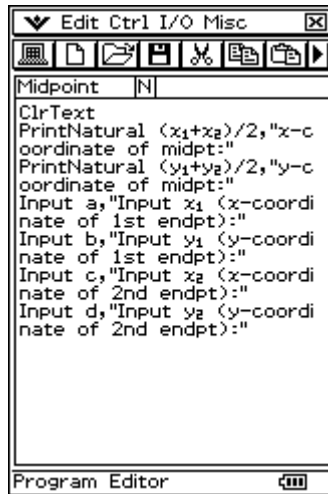 Edit Ctrl I/O Misc
Midpoint N
ClrText
PrintNatural (x₁+x₂)/2,"x-c
oordinate of midpt:"
PrintNatural (y₁+y₂)/2,"y-c
oordinate of midpt:"
Input a,"Input x₁ (x-coordi
nate of 1st endpt):"
Input b,"Input y₁ (y-coordi
nate of 1st endpt):"
Input c,"Input x₂ (x-coordi
nate of 2nd endpt):"
Input d,"Input y₂ (y-coordi
nate of 2nd endpt):"
Program Editor